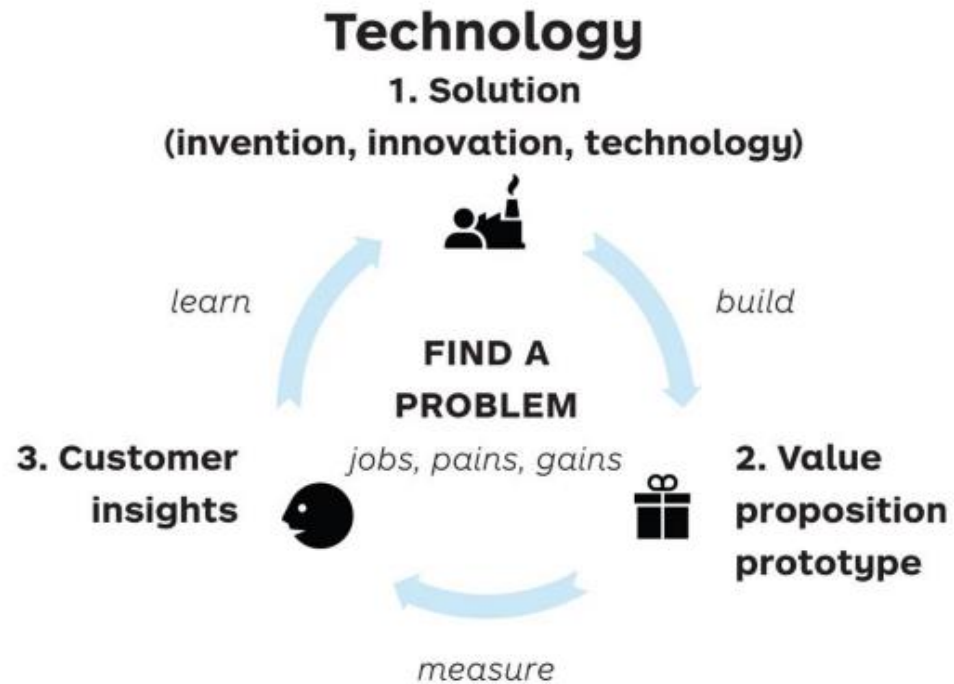 Technology
1. Solution
(invention, innovation, technology)
learn
build
FIND A
PROBLEM
jobs, pains, gains
3. Customer
insights
2. Value
proposition
prototype
measure